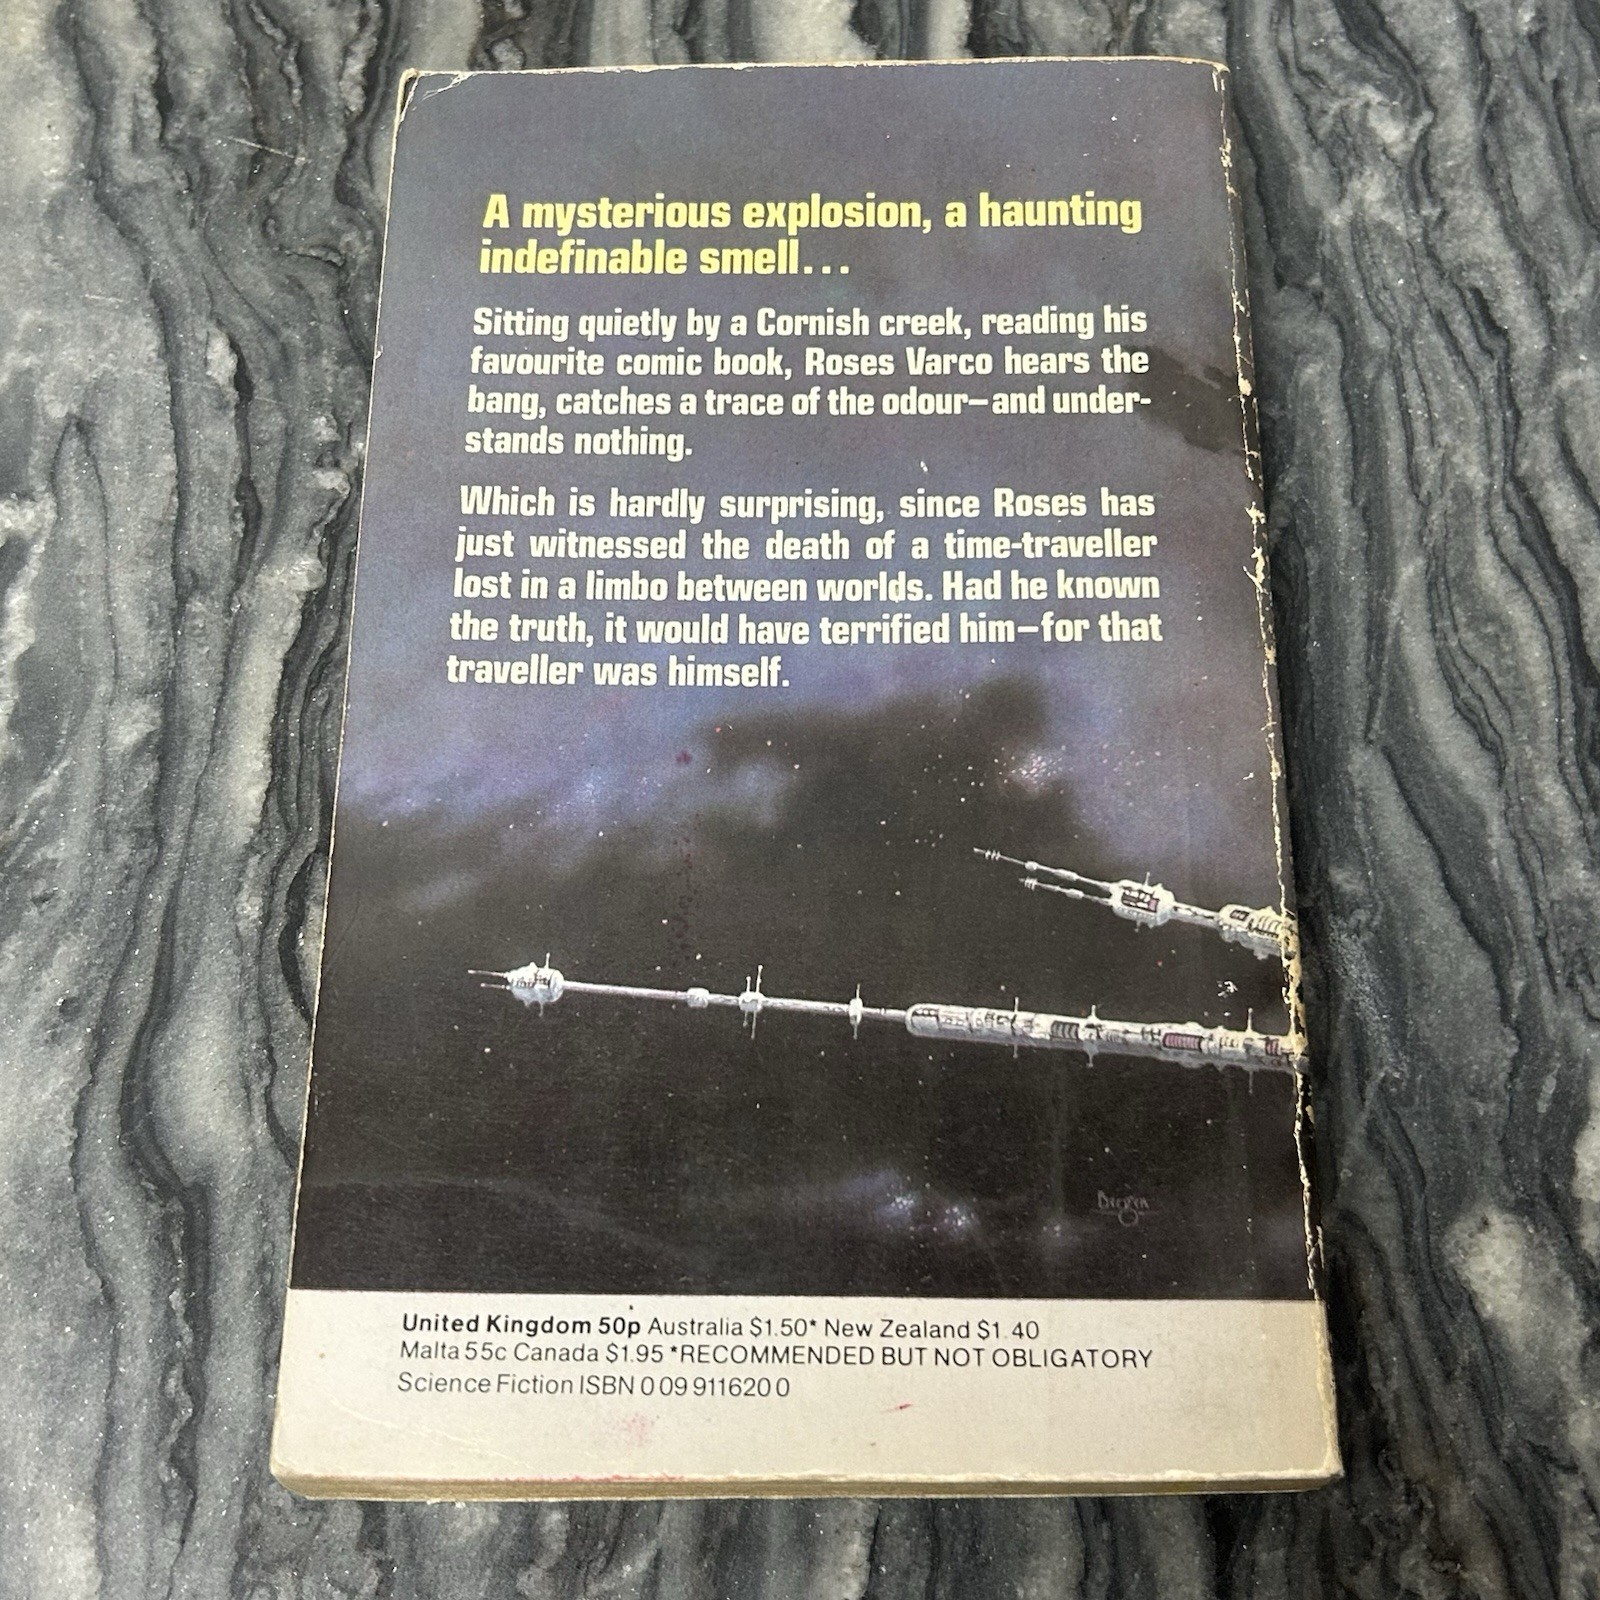 A mysterious explosion, a haunting
indefinable smell...
Sitting quietly by a Cornish creek, reading his
favourite comic book, Roses Varco hears the
bang, catches a trace of the odour—and under-
stands nothing.
Which is hardly surprising, since Roses has
just witnessed the death of a time-traveller
lost in a limbo between worlds. Had he known
the truth, it would have terrified him—for that
traveller was himself.
Bergen
United Kingdom 50p Australia $1.50* New Zealand $1.40
Malta 55c Canada $1.95 *RECOMMENDED BUT NOT OBLIGATORY
Science Fiction ISBN 0 09 911620 0